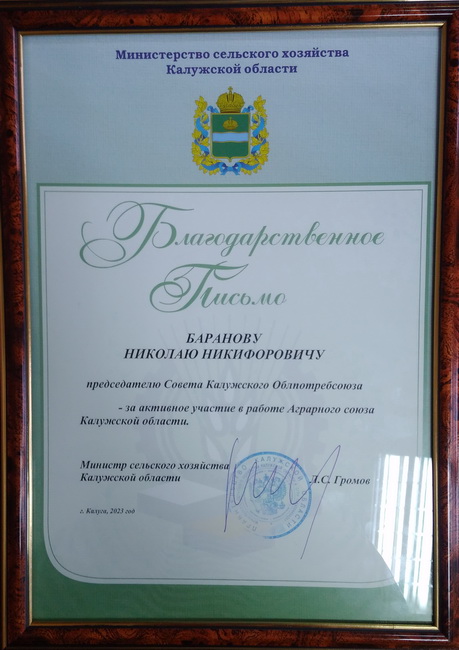 Министерство сельского хозяйства
Калужской области
Благодарственное
Письмо
БАРАНОВУ
НИКОЛАЮ НИКИФОРОВИЧУ
председателю Совета Калужского Облпотребсоюза
- за активное участие в работе Аграрного союза
Калужской области.
Министр сельского хозяйства
Калужской области
Л.С. Громов
г. Калуга, 2023 год